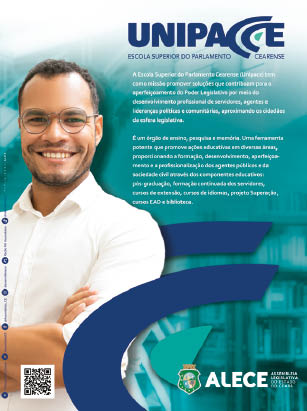 UNIPACCE
ESCOLA SUPERIOR DO PARLAMENTO CEARENSE
A Escola Superior do Parlamento Cearense (Unipace) tem
como missão promover soluções que contribuam para o
aperfeiçoamento do Poder Legislativo por meio do
desenvolvimento profissional de servidores, agentes e
lideranças políticas e comunitárias, aproximando os cidadãos
da esfera legislativa.
É um órgão de ensino, pesquisa e memória. Uma ferramenta
potente que promove ações educativas em diversas áreas,
proporcionando a formação, desenvolvimento, aperfeiçoa-
mento e a profissionalização dos agentes públicos e da
sociedade civil através dos componentes educativos:
pós-graduação, formação continuada dos servidores,
cursos de extensão, cursos de idiomas, projeto Superação,
cursos EAD e biblioteca.
ALECE
ASSEMBLEIA
LEGISLATIVA
DO ESTADO
DO CEARÁ